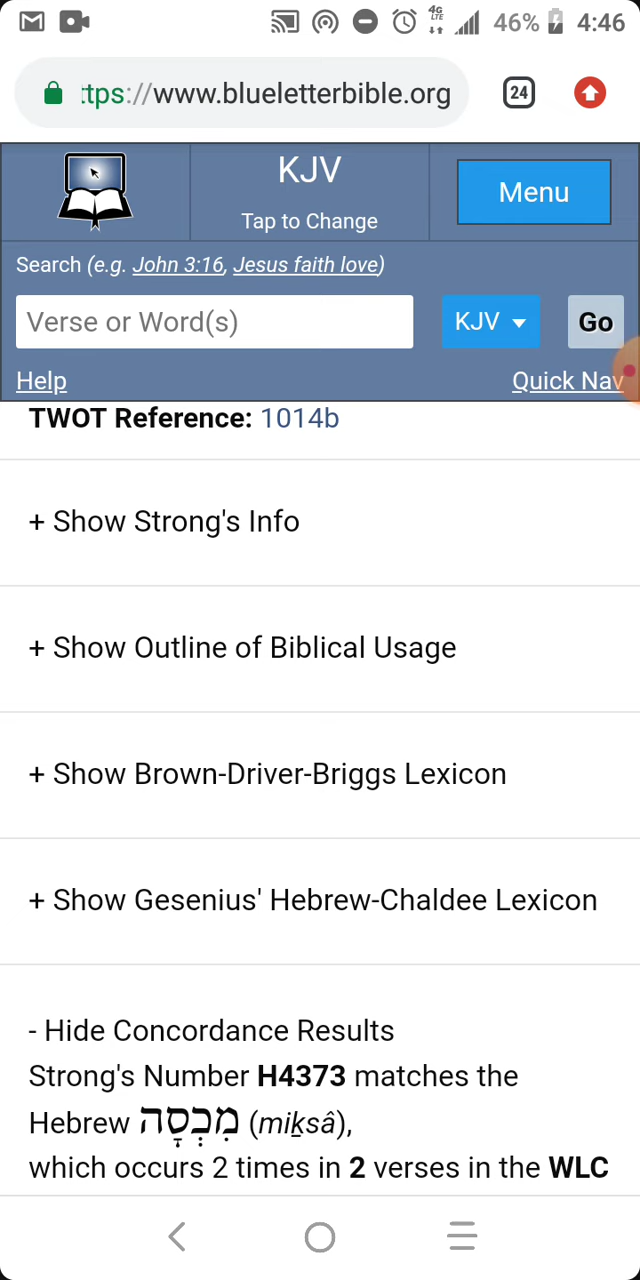 4G
LTE
46% 4:46
ttps://www.blueletterbible.org 24
KJV
Tap to Change
Menu
Search (e.g. John 3:16, Jesus faith love)
Verse or Word(s) KJV Go
Help Quick Nav
TWOT Reference: 1014b
+ Show Strong's Info
+ Show Outline of Biblical Usage
+ Show Brown-Driver-Briggs Lexicon
+ Show Gesenius' Hebrew-Chaldee Lexicon
- Hide Concordance Results
Strong's Number H4373 matches the
Hebrew מִכְסָה (miḵsâ),
which occurs 2 times in 2 verses in the WLC